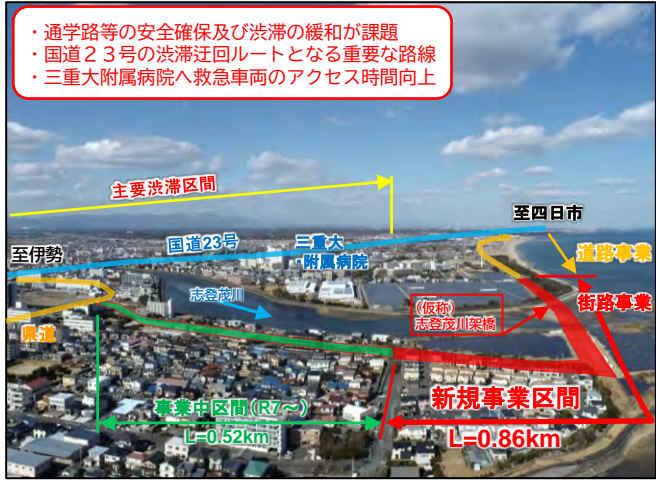 ・通学路等の安全確保及び渋滞の緩和が課題
・国道２３号の渋滞迂回ルートとなる重要な路線
・三重大附属病院へ救急車両のアクセス時間向上
主要渋滞区間
至四日市
国道23号
三重大
附属病院
至伊勢
道路事業
志登茂川
街路事業
（仮称）
志登茂川架橋
県道
事業中区間（R7～）
L=0.52km
新規事業区間
L=0.86km